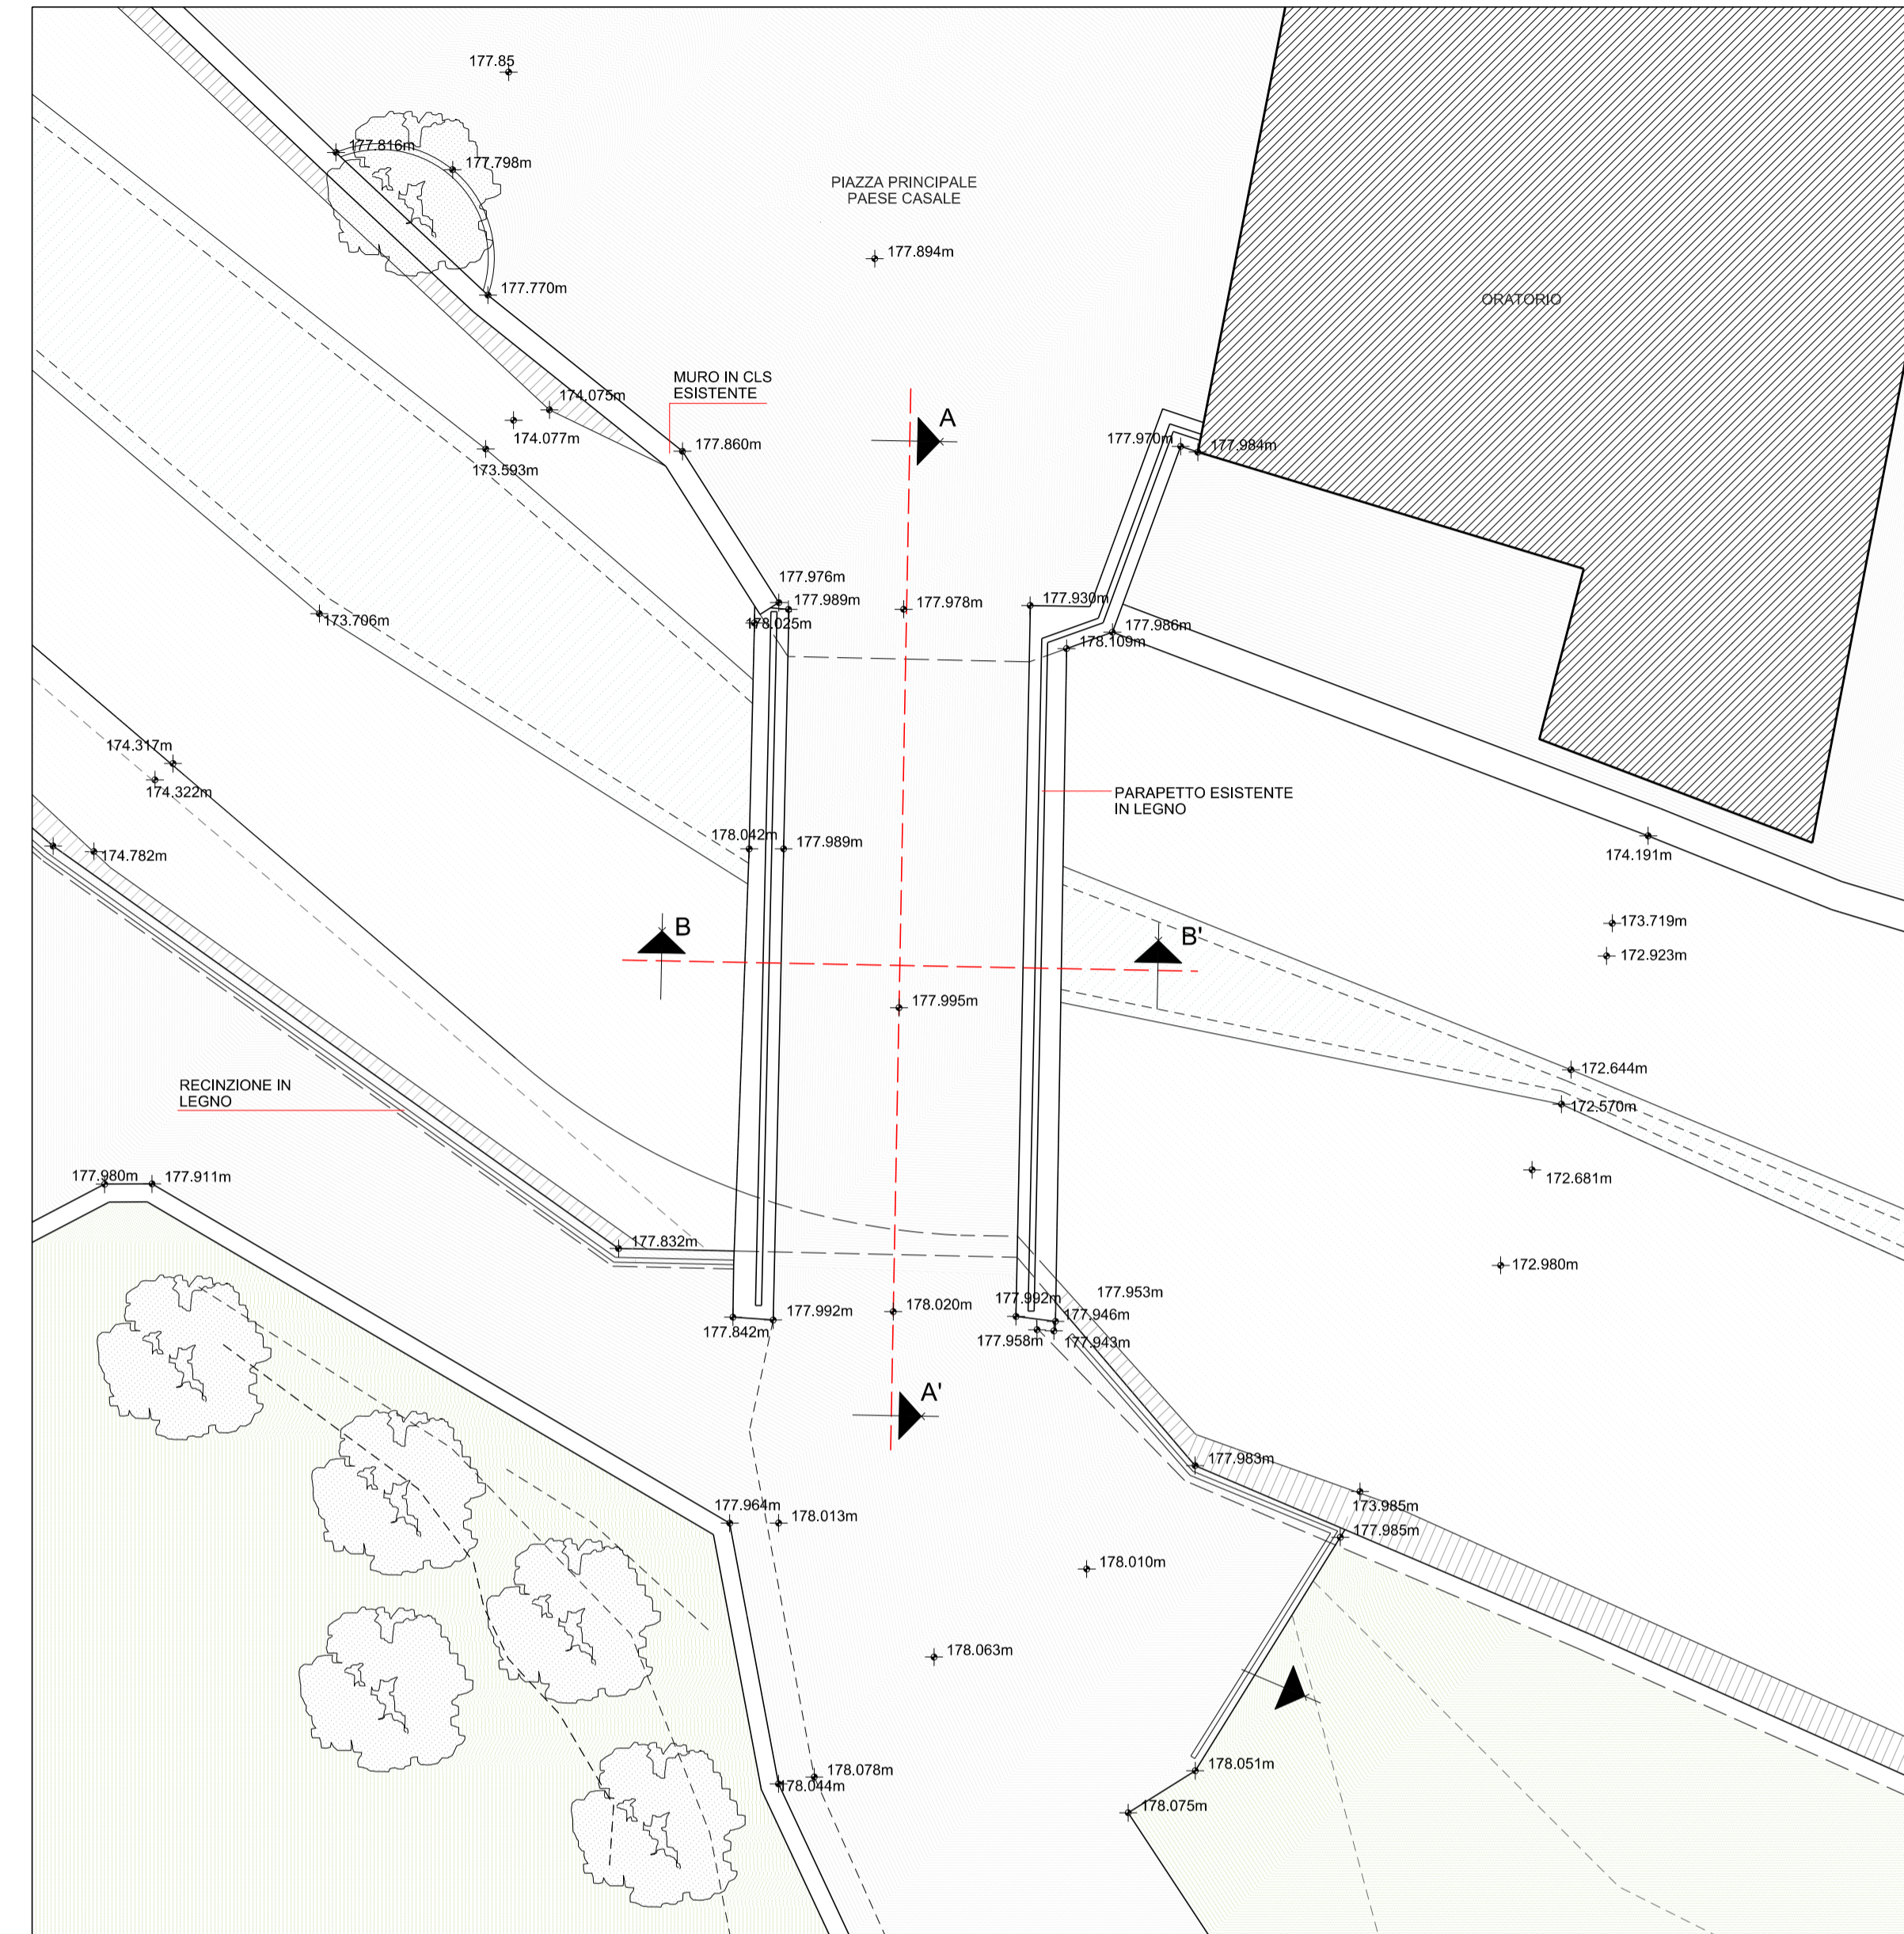 177.85
177.816m
177.798m
PIAZZA PRINCIPALE
PAESE CASALE
177.894m
177.770m
ORATORIO
MURO IN CLS
ESISTENTE
174.075m
A
174.077m
177.860m
177.970m
177.984m
173.593m
177.976m
177.989m
177.978m
177.930m
173.706m
178.025m
177.986m
178.109m
174.317m
174.322m
PARAPETTO ESISTENTE
IN LEGNO
178.042m
177.989m
174.782m
174.191m
B
B'
173.719m
172.923m
177.995m
172.644m
RECINZIONE IN
LEGNO
172.570m
177.980m
177.911m
172.681m
177.832m
172.980m
177.953m
177.992m
178.020m
177.992m
177.946m
177.842m
177.958m
177.943m
A'
177.983m
173.985m
177.964m
178.013m
177.985m
178.010m
178.063m
178.051m
178.078m
178.044m
178.075m